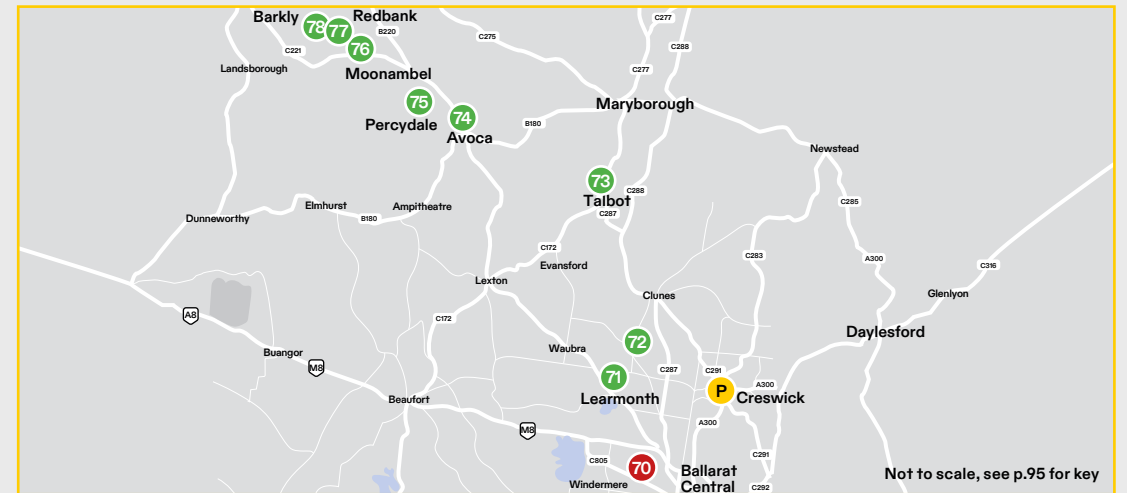 Barkly
78
77
Redbank
B220
C277
C275
C221
76
C288
Landsborough
Moonambel
C277
75
Maryborough
74
Percydale
B180
Avoca
Newstead
73
C288
Talbot
C285
Elmhurst
Ampitheatre
C287
Dunneworthy
B180
C172
C283
A300
Evansford
C316
Lexton
Glenlyon
Clunes
A8
C172
Daylesford
72
Waubra
Buangor
M8
71
C287
C291
Learmonth
P
A300
Creswick
Beaufort
A300
M8
C291
C805
70
Ballarat
Central
Windermere
C292
Not to scale, see p.95 for key